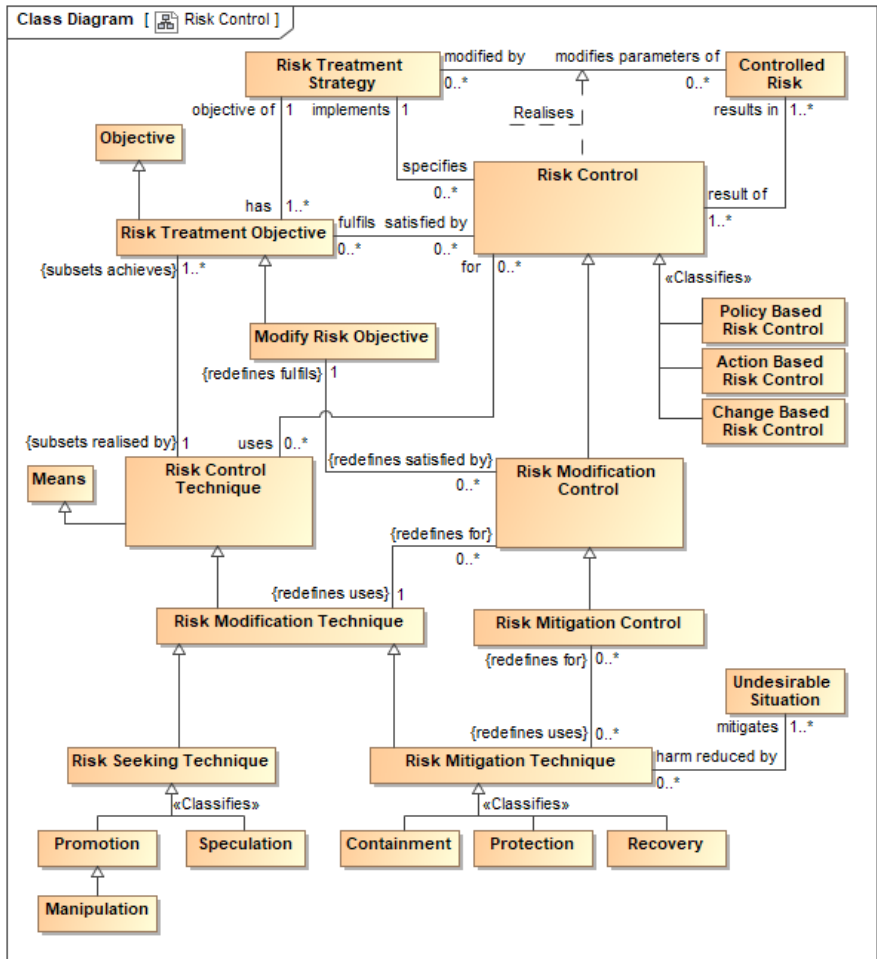 Class Diagram [ Risk Control ]
Risk Treatment
Strategy
modified by
0..*
modifies parameters of
0..*
Controlled
Risk
objective of 1
implements 1
Realises
results in 1..*
Objective
specifies
0..*
Risk Control
result of
1..*
has 1..*
Risk Treatment Objective
fulfils
0..*
satisfied by
0..*
{subsets achieves} 1..*
for 0..*
«Classifies»
Policy Based
Risk Control
Modify Risk Objective
Action Based
Risk Control
{redefines fulfils} 1
Change Based
Risk Control
{subsets realised by} 1
uses 0..*
{redefines satisfied by}
0..*
Means
Risk Control
Technique
Risk Modification
Control
{redefines for}
0..*
{redefines uses} 1
Risk Modification Technique
Risk Mitigation Control
{redefines for} 0..*
Undesirable
Situation
mitigates 1..*
{redefines uses} 0..*
Risk Seeking Technique
Risk Mitigation Technique
harm reduced by
0..*
«Classifies»
«Classifies»
Promotion
Speculation
Containment
Protection
Recovery
Manipulation